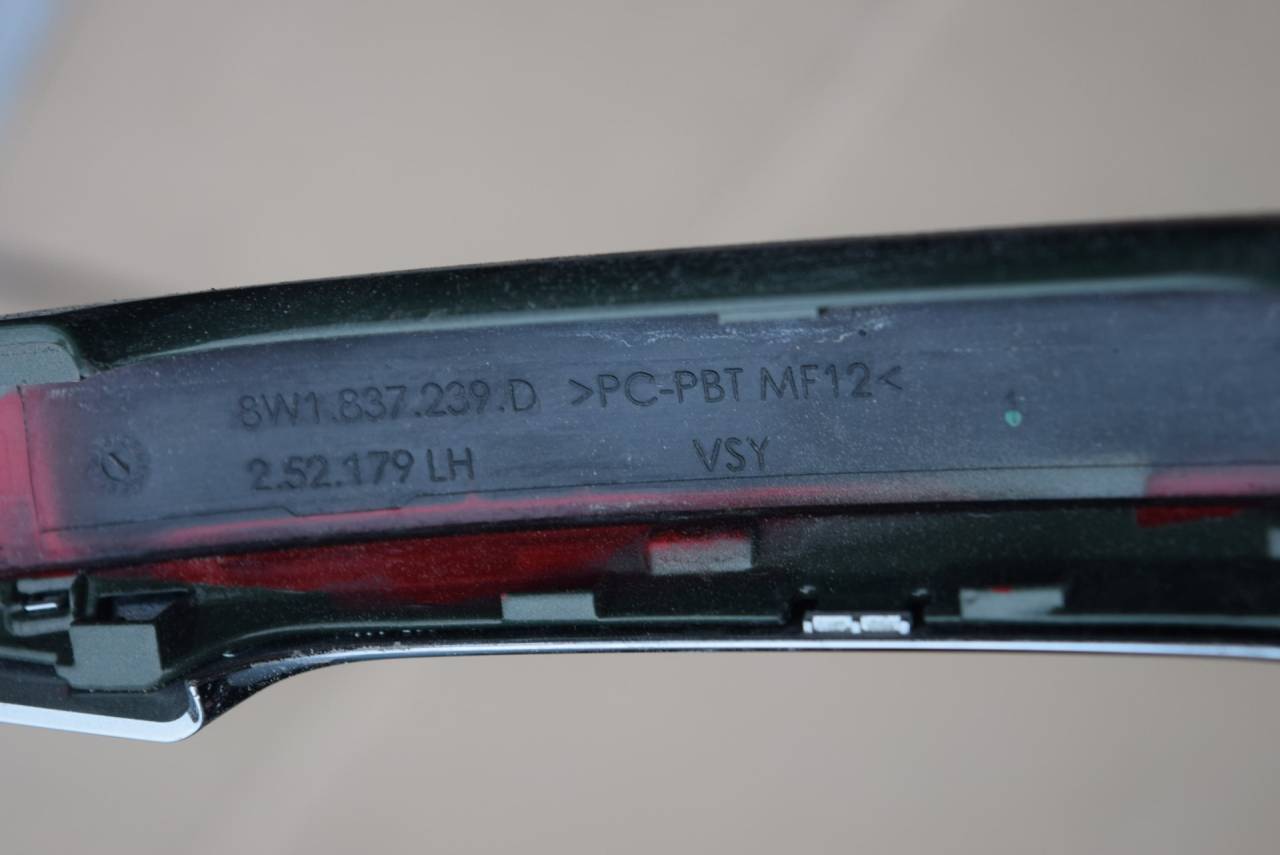 8W1.837.239.D >PC-PBT MF12<
2.52.179 LH VSY